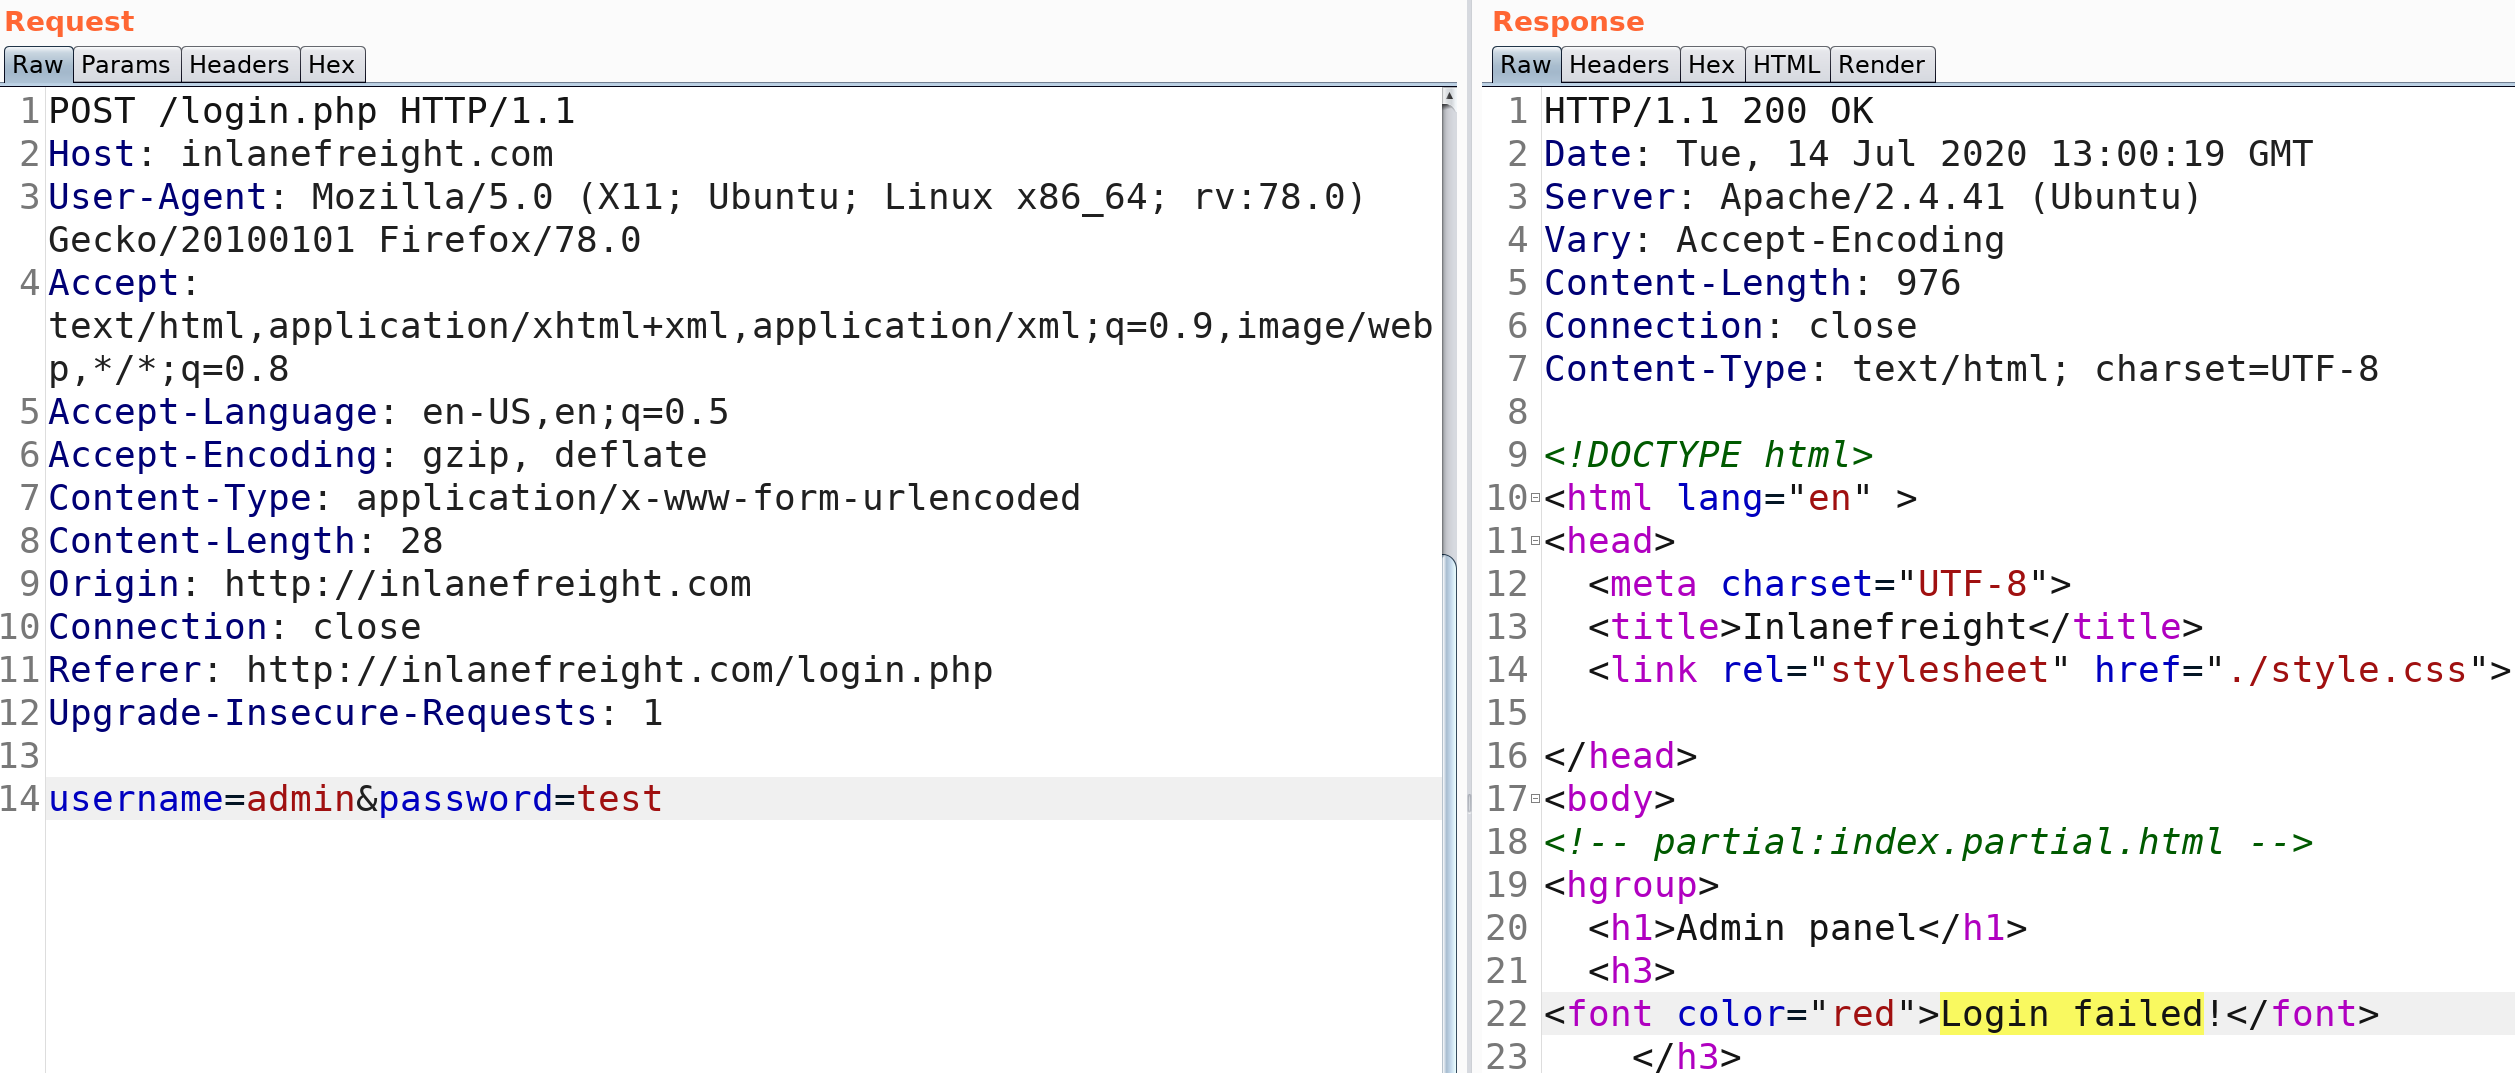 Request
Raw Params Headers Hex
1 POST /login.php HTTP/1.1
2 Host: inlanefreight.com
3 User-Agent: Mozilla/5.0 (X11; Ubuntu; Linux x86_64; rv:78.0)
Gecko/20100101 Firefox/78.0
4 Accept:
text/html,application/xhtml+xml,application/xml;q=0.9,image/web
p,*/*;q=0.8
5 Accept-Language: en-US,en;q=0.5
6 Accept-Encoding: gzip, deflate
7 Content-Type: application/x-www-form-urlencoded
8 Content-Length: 28
9 Origin: http://inlanefreight.com
10 Connection: close
11 Referer: http://inlanefreight.com/login.php
12 Upgrade-Insecure-Requests: 1
13
14 username=admin&password=test
Response
Raw Headers Hex HTML Render
1 HTTP/1.1 200 OK
2 Date: Tue, 14 Jul 2020 13:00:19 GMT
3 Server: Apache/2.4.41 (Ubuntu)
4 Vary: Accept-Encoding
5 Content-Length: 976
6 Connection: close
7 Content-Type: text/html; charset=UTF-8
8
9 <!DOCTYPE html>
10 <html lang="en" >
11 <head>
12 <meta charset="UTF-8">
13 <title>Inlanefreight</title>
14 <link rel="stylesheet" href="./style.css">
15
16 </head>
17 <body>
18 <!-- partial:index.partial.html -->
19 <hgroup>
20 <h1>Admin panel</h1>
21 <h3>
22 <font color="red">Login failed!</font>
23 </h3>